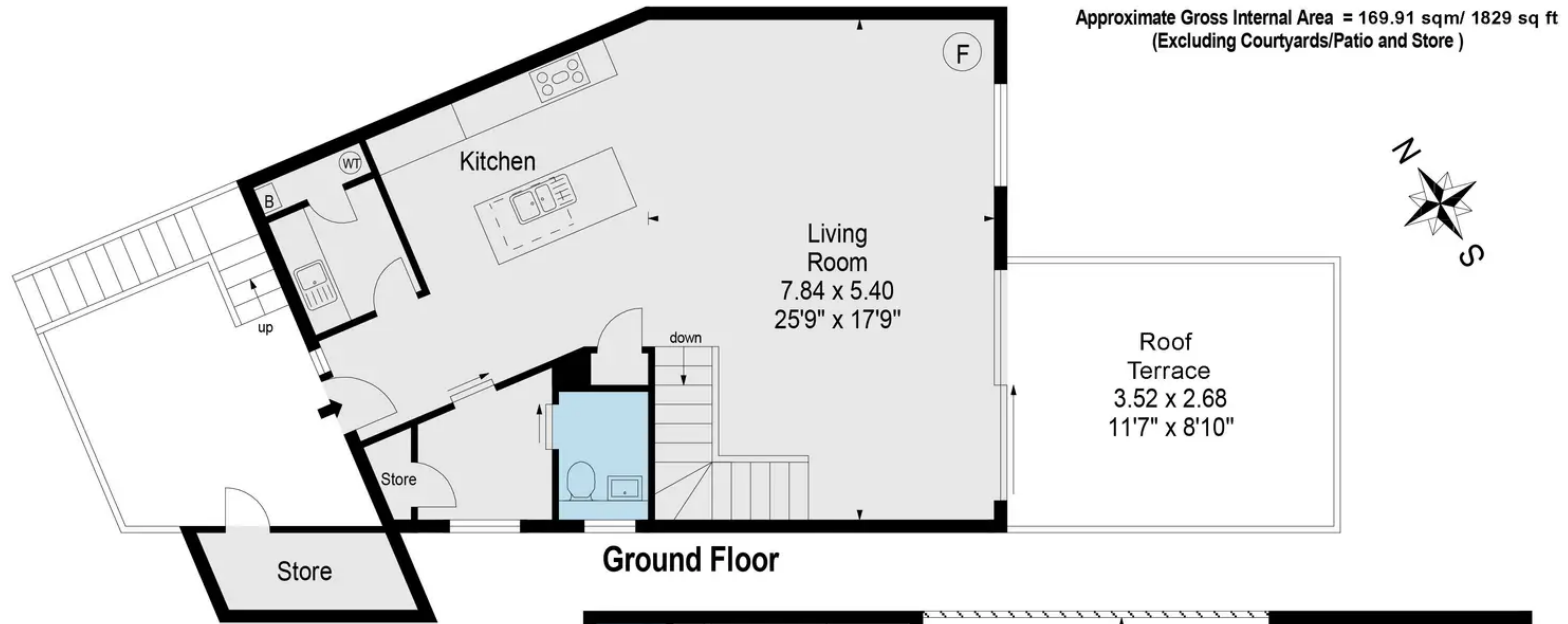 Approximate Gross Internal Area = 169.91 sqm/ 1829 sq ft
(Excluding Courtyards/Patio and Store )
F
N
S
WT
B
Kitchen
Living
Room
7.84 x 5.40
25'9" x 17'9"
up
down
Roof
Terrace
3.52 x 2.68
11'7" x 8'10"
Store
Store
Ground Floor